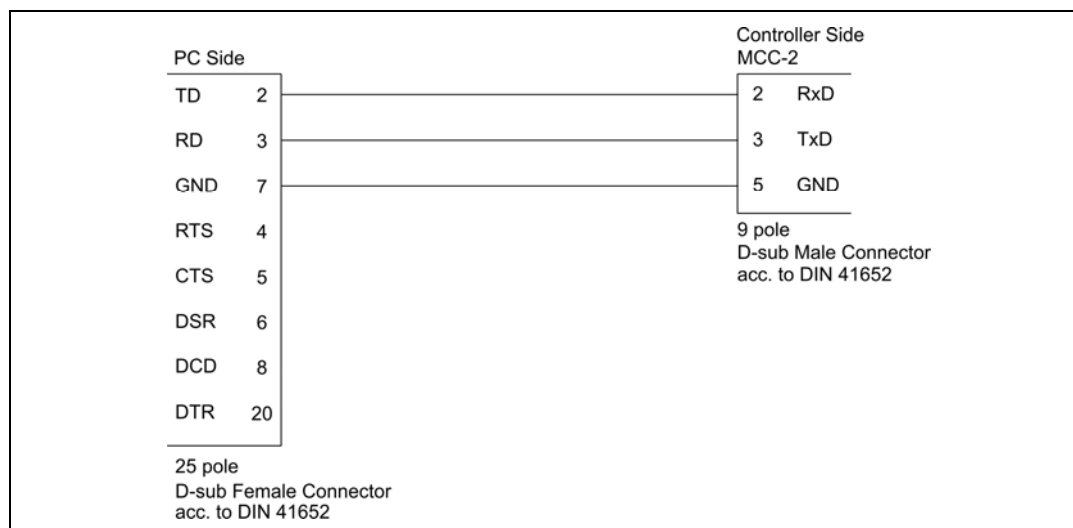 PC Side
TD 2
RD 3
GND 7
RTS 4
CTS 5
DSR 6
DCD 8
DTR 20
25 pole
D-sub Female Connector
acc. to DIN 41652
Controller Side
MCC-2
2 RxD
3 TxD
5 GND
9 pole
D-sub Male Connector
acc. to DIN 41652